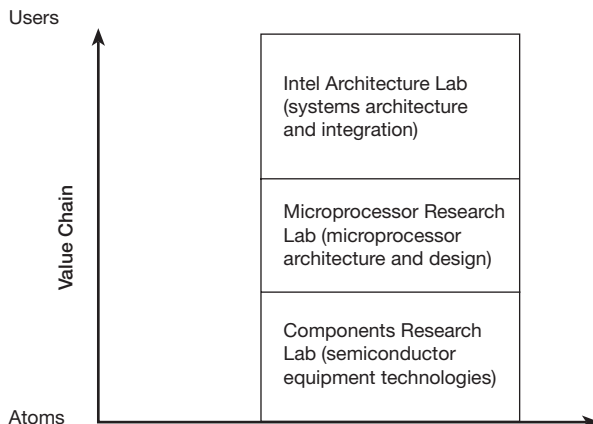 Users
Intel Architecture Lab
(systems architecture
and integration)
Value Chain
Microprocessor Research
Lab (microprocessor
architecture and design)
Components Research
Lab (semiconductor
equipment technologies)
Atoms